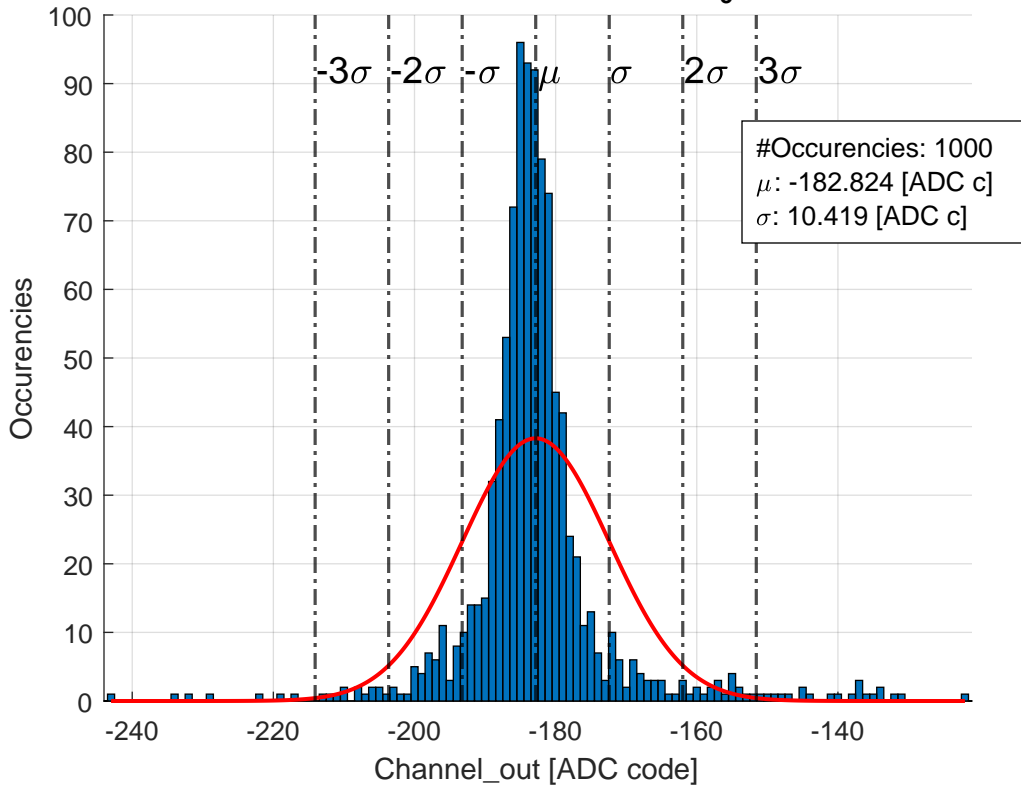 100
90
80
70
60
50
40
30
20
10
0
Occurencies
-3σ -2σ -σ μ σ 2σ 3σ
#Occurencies: 1000
μ: -182.824 [ADC c]
σ: 10.419 [ADC c]
-240 -220 -200 -180 -160 -140
Channel_out [ADC code]